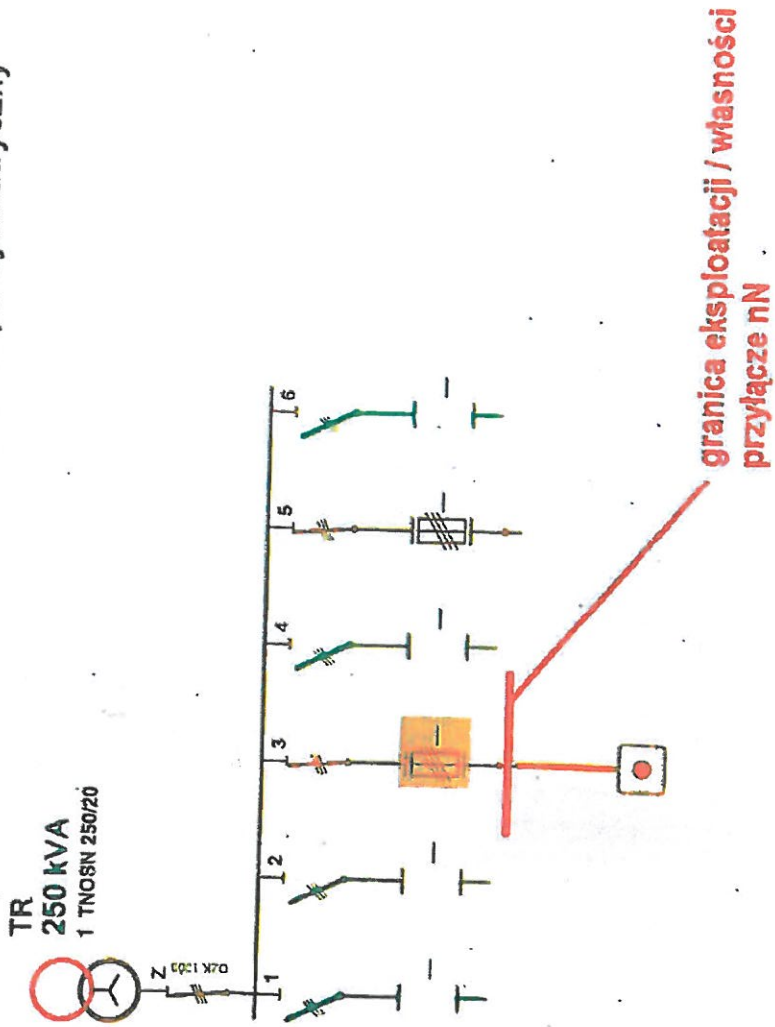 TR
250 kVA
1 TNOSN 250/20
Z
1
2
3
4
5
6
granica eksploatacji / własności
przyłącze nN